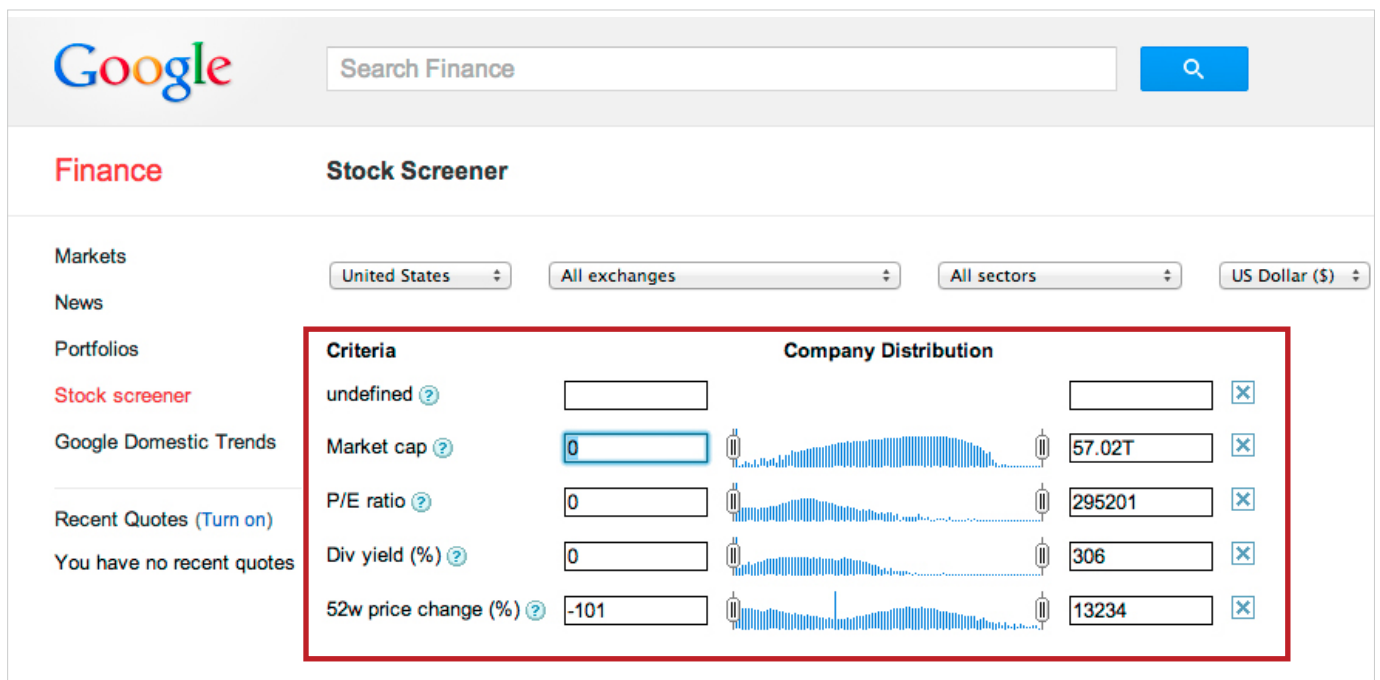 Google
Search Finance
Finance
Stock Screener
Markets
News
Portfolios
Stock screener
Google Domestic Trends
Recent Quotes (Turn on)
You have no recent quotes
United States All exchanges All sectors US Dollar ($)
Criteria Company Distribution
undefined ?
Market cap ? 0 57.02T
P/E ratio ? 0 295201
Div yield (%) ? 0 306
52w price change (%) ? -101 13234